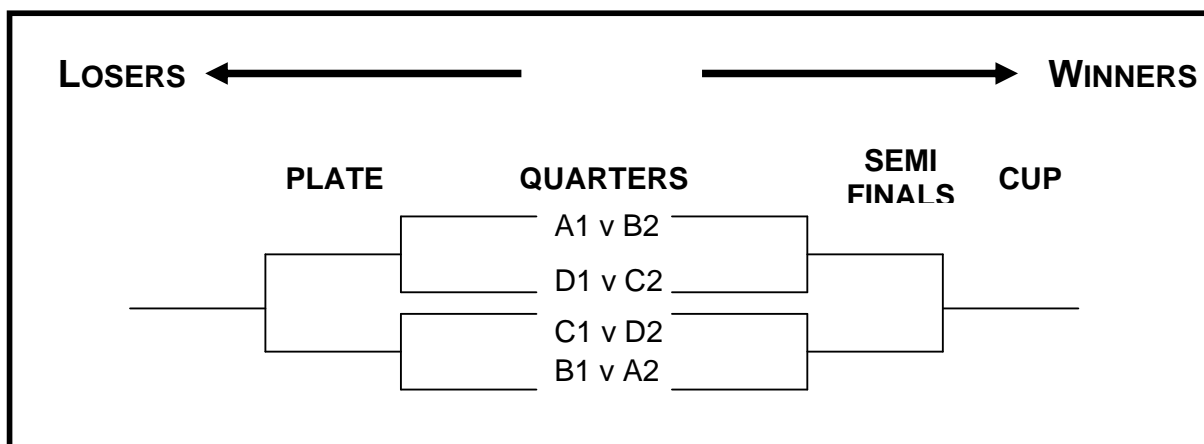 LOSERS WINNERS
PLATE QUARTERS SEMI FINALS CUP
A1 v B2
D1 v C2
C1 v D2
B1 v A2